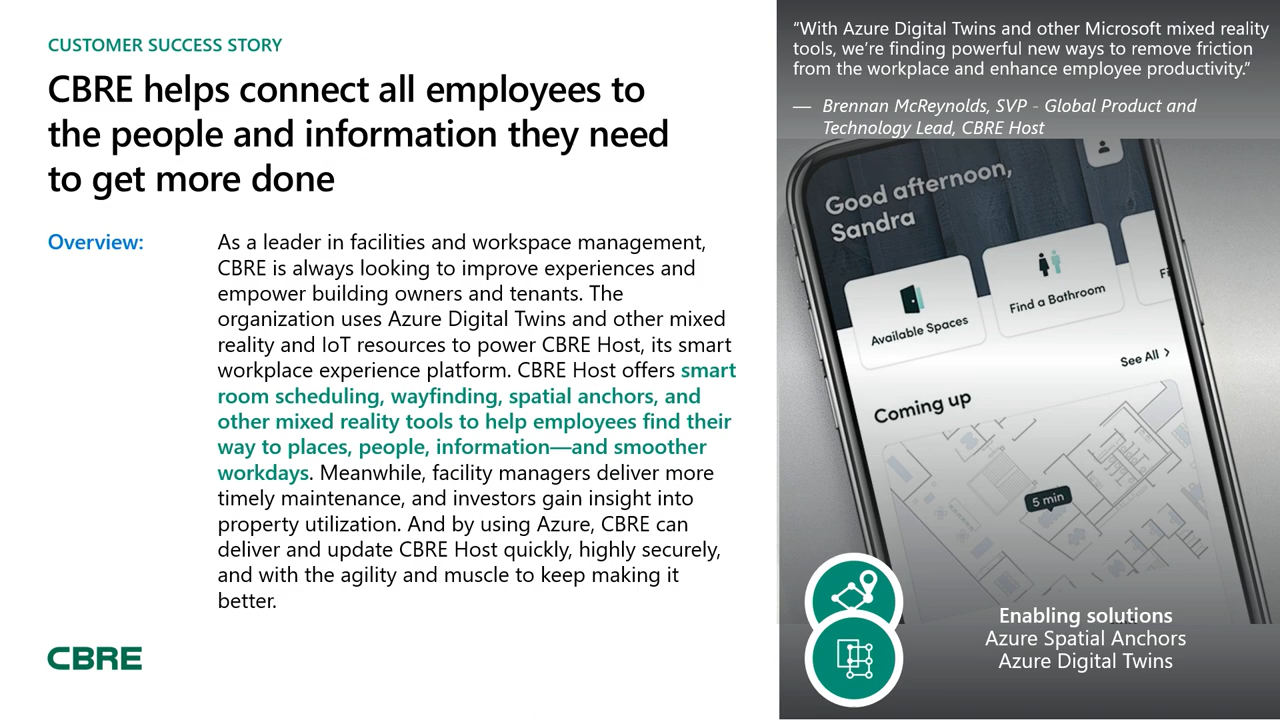 CUSTOMER SUCCESS STORY
CBRE helps connect all employees to
the people and information they need
to get more done
Overview:
As a leader in facilities and workspace management,
CBRE is always looking to improve experiences and
empower building owners and tenants. The
organization uses Azure Digital Twins and other mixed
reality and IoT resources to power CBRE Host, its smart
workplace experience platform. CBRE Host offers smart
room scheduling, wayfinding, spatial anchors, and
other mixed reality tools to help employees find their
way to places, people, information—and smoother
workdays. Meanwhile, facility managers deliver more
timely maintenance, and investors gain insight into
property utilization. And by using Azure, CBRE can
deliver and update CBRE Host quickly, highly securely,
and with the agility and muscle to keep making it
better.
CBRE
"With Azure Digital Twins and other Microsoft mixed reality
tools, we're finding powerful new ways to remove friction
from the workplace and enhance employee productivity."
— Brennan McReynolds, SVP - Global Product and
Technology Lead, CBRE Host
Good afternoon,
Sandra
Available Spaces
Find a Bathroom
See All >
Coming up
5 min
Enabling solutions
Azure Spatial Anchors
Azure Digital Twins